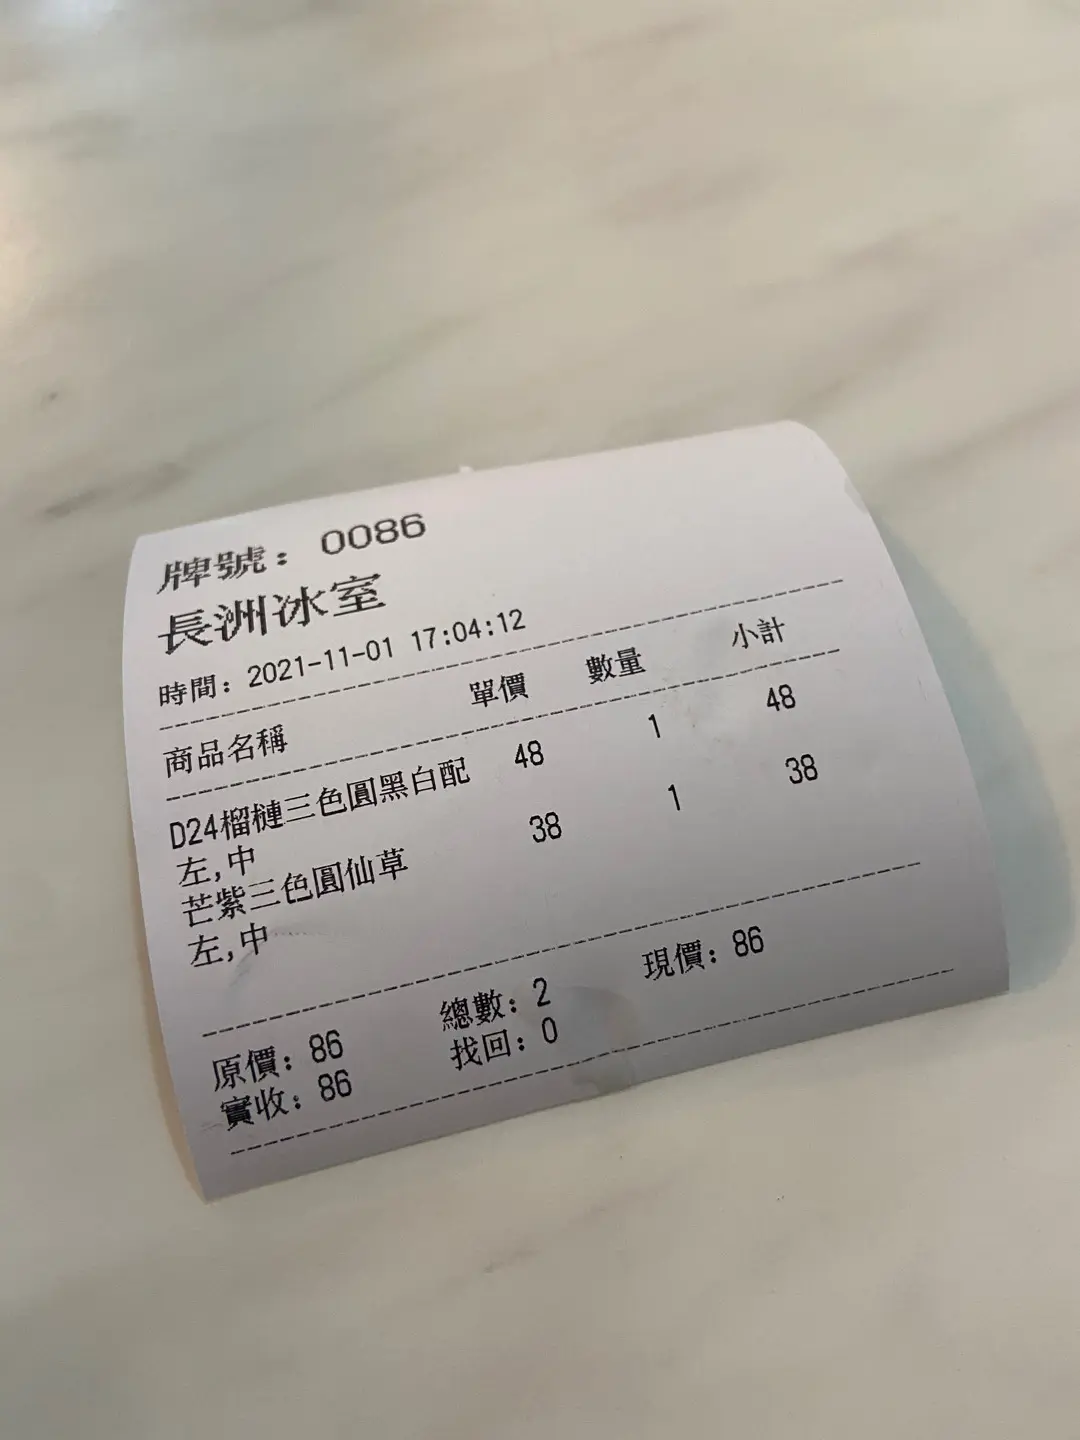 牌號：0086
長洲冰室
時間：2021-11-01 17:04:12
商品名稱 單價 數量 小計
D24榴槤三色圓黑白配 48 1 48
左,中
芒紫三色圓仙草 38 1 38
左,中
原價：86 總數：2 現價：86
實收：86 找回：0